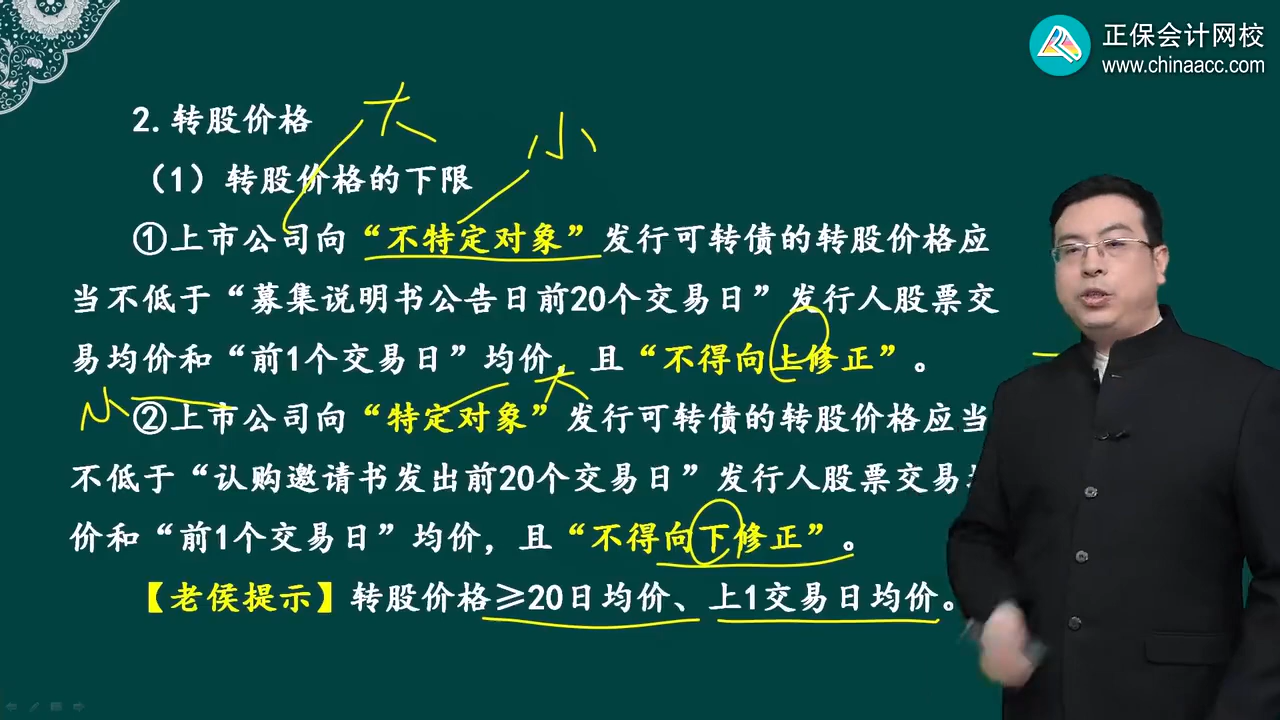 正保会计网校
www.chinaacc.com
2.转股价格
大
小
（1）转股价格的下限
①上市公司向“不特定对象”发行可转债的转股价格应
当不低于“募集说明书公告日前20个交易日”发行人股票交
易均价和“前1个交易日”均价，且“不得向上修正”。
小
大
②上市公司向“特定对象”发行可转债的转股价格应当
不低于“认购邀请书发出前20个交易日”发行人股票交易
价和“前1个交易日”均价，且“不得向下修正”。
【老侯提示】转股价格≥20日均价、上1交易日均价。